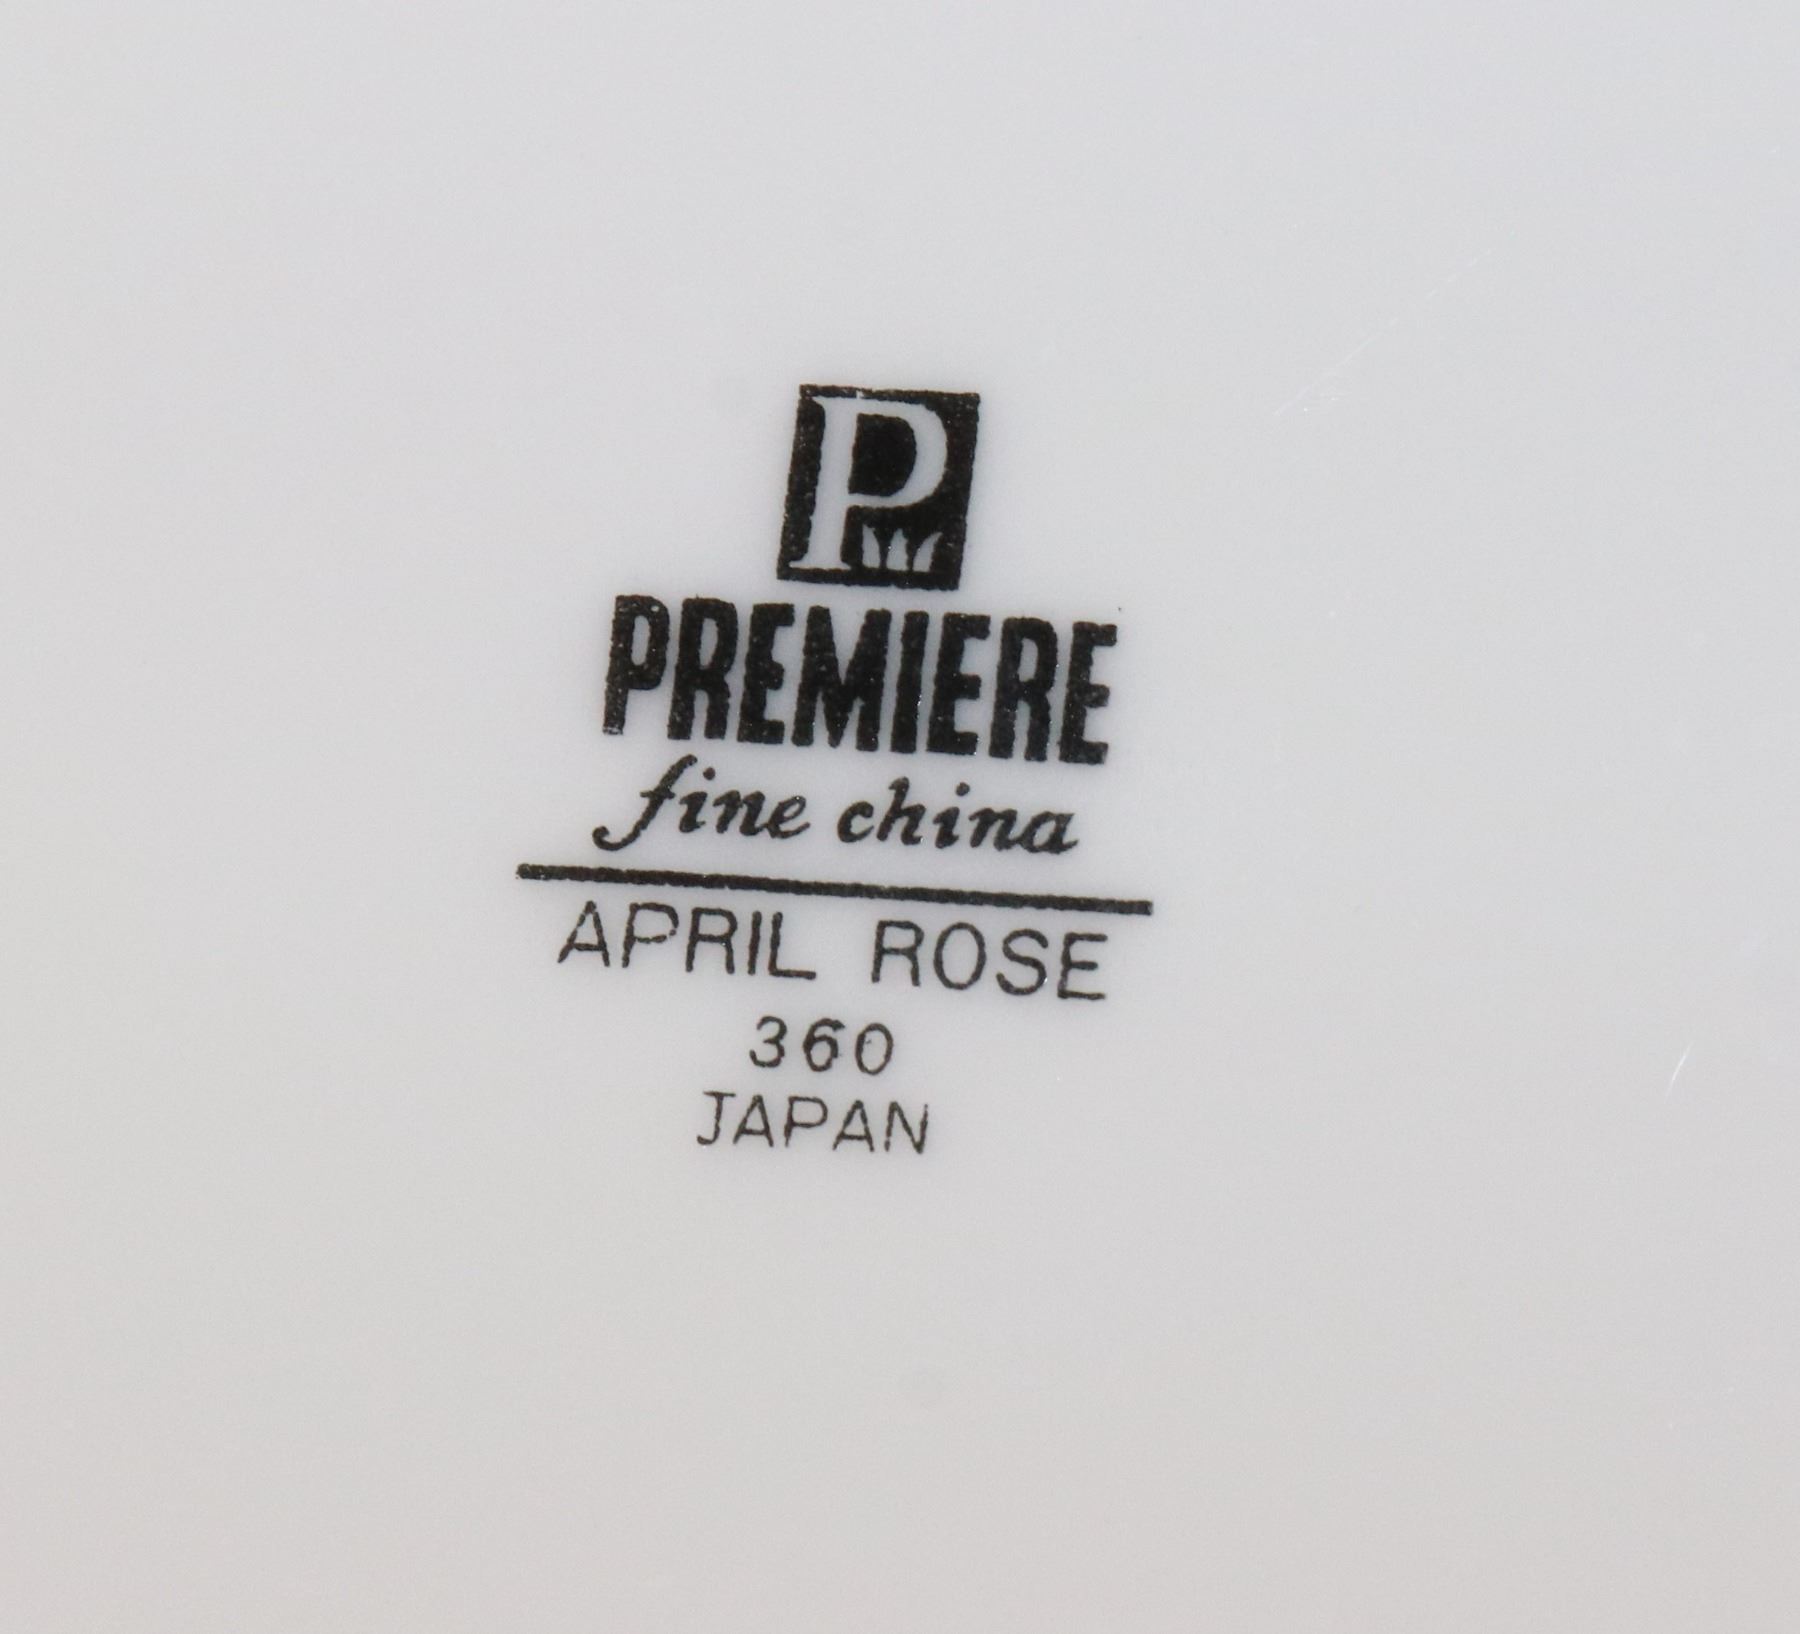 P
PREMIERE
fine china
APRIL ROSE
360
JAPAN